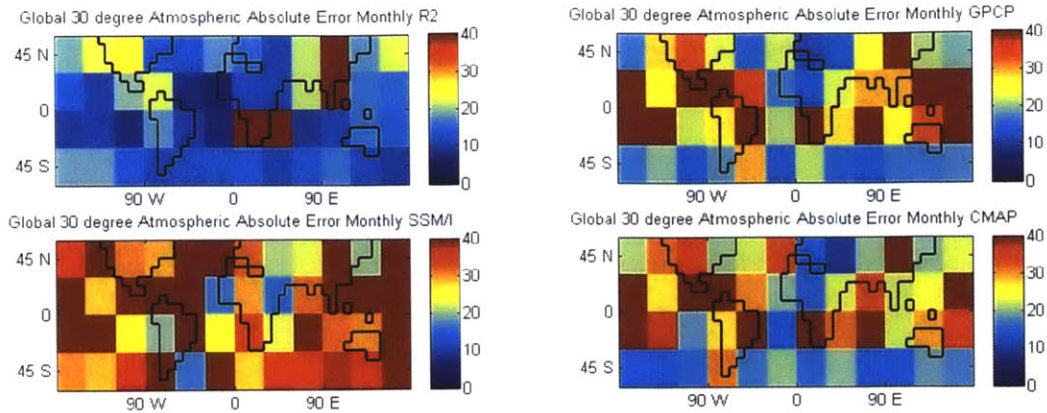 Global 30 degree Atmospheric Absolute Error Monthly R2
45 N
0
45 S
90 W
0
90 E
40
30
20
10
0
Global 30 degree Atmospheric Absolute Error Monthly GPCP
45 N
0
45 S
90 W
0
90 E
40
30
20
10
0
Global 30 degree Atmospheric Absolute Error Monthly SSM/I
45 N
0
45 S
90 W
0
90 E
40
30
20
10
0
Global 30 degree Atmospheric Absolute Error Monthly CMAP
45 N
0
45 S
90 W
0
90 E
40
30
20
10
0